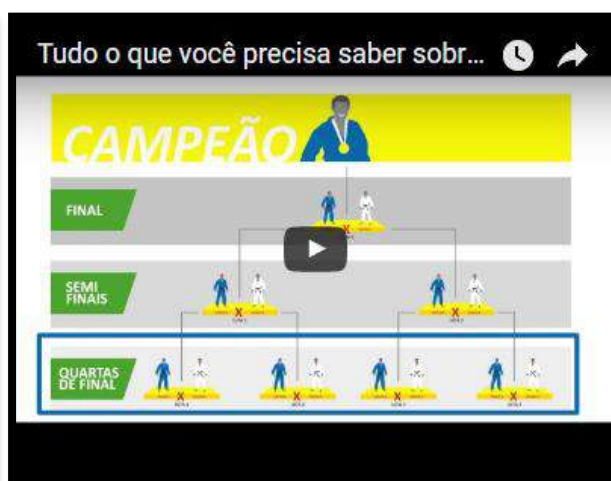 Tudo o que você precisa saber sobr...
CAMPEÃO
FINAL
X
SEMI
FINAIS
X
X
QUARTAS
DE FINAL
X
X
X
X